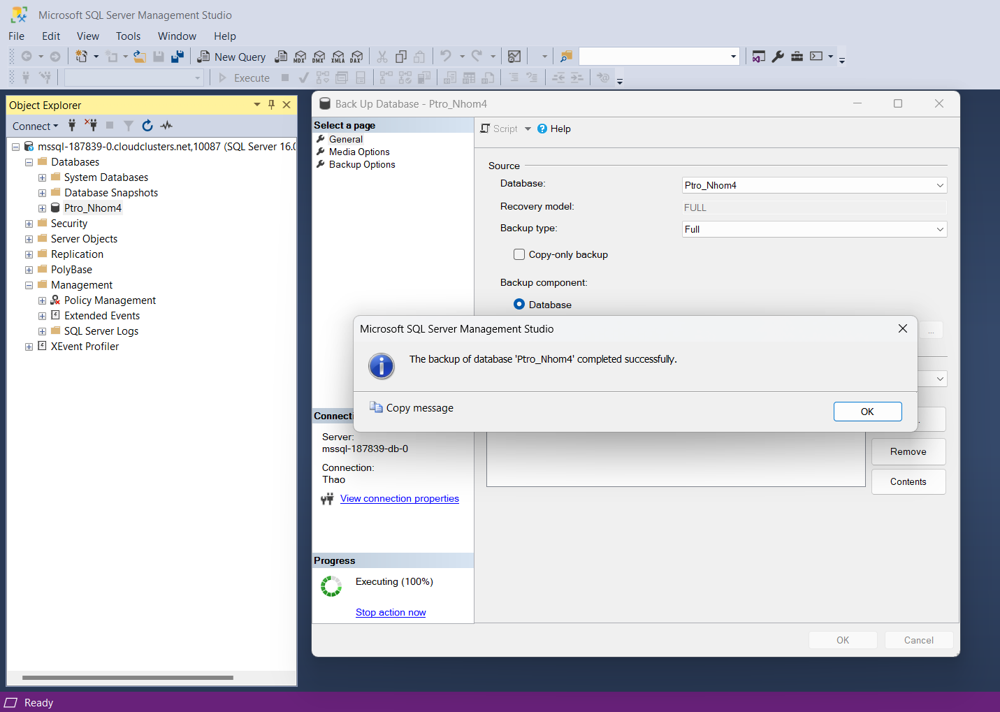 Microsoft SQL Server Management Studio
File Edit View Tools Window Help
New Query MDX DMX XMLA DAX
Execute
Object Explorer
Connect
mssql-187839-0.cloudclusters.net,10087 (SQL Server 16.0
Databases
System Databases
Database Snapshots
Ptro_Nhom4
Security
Server Objects
Replication
PolyBase
Management
Policy Management
Extended Events
SQL Server Logs
XEvent Profiler
Back Up Database - Ptro_Nhom4
Select a page
General
Media Options
Backup Options
Script Help
Source
Database: Ptro_Nhom4
Recovery model: FULL
Backup type: Full
Copy-only backup
Backup component:
Database
...
Microsoft SQL Server Management Studio
The backup of database 'Ptro_Nhom4' completed successfully.
Copy message
OK
Remove
Contents
Server:
mssql-187839-db-0
Connection:
Thao
View connection properties
Progress
Executing (100%)
Stop action now
OK Cancel
Ready